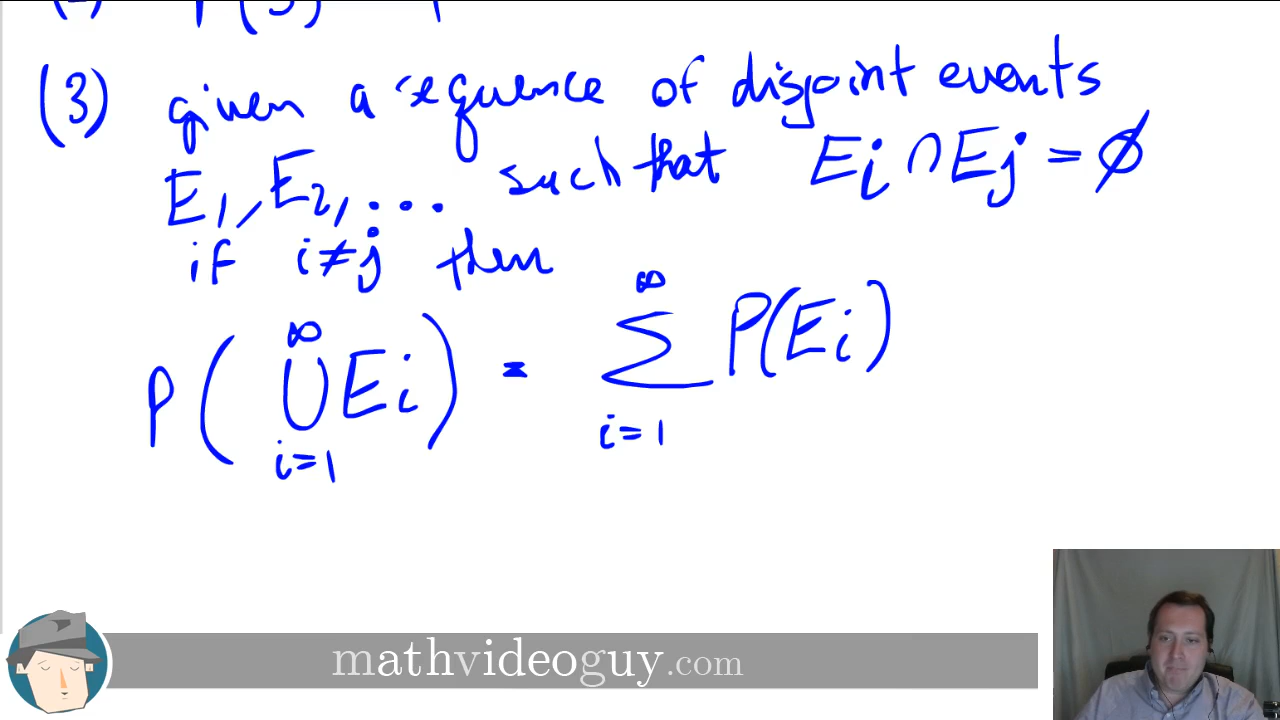 (3) given a sequence of disjoint events
E₁, E₂, ... such that Ei ∩ Ej = ∅
if i≠j then
P( ∞ ⋃ i=1 Ei ) = ∞ ∑ i=1 P(Ei)
mathvideoguy.com